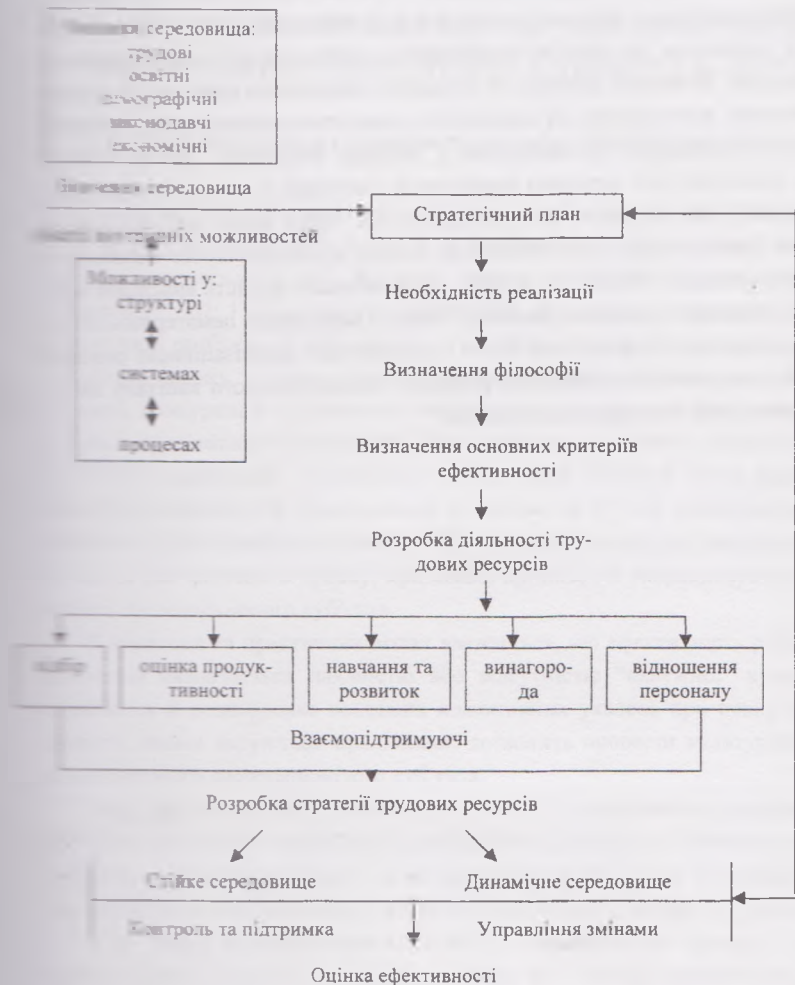 середовища:
трудові
освітні
демографічні
законодавчі
економічні
середовища
Стратегічний план
можливостей
Можливості у:
структурі
Необхідність реалізації
системах
Визначення філософії
процесах
Визначення основних критеріїв
ефективності
Розробка діяльності тру-
дових ресурсів
відбір
оцінка продук-
тивності
навчання та
розвиток
винагоро-
да
відношення
персоналу
Взаємопідтримуючі
Розробка стратегії трудових ресурсів
Стійке середовище
Динамічне середовище
Контроль та підтримка
Управління змінами
Оцінка ефективності